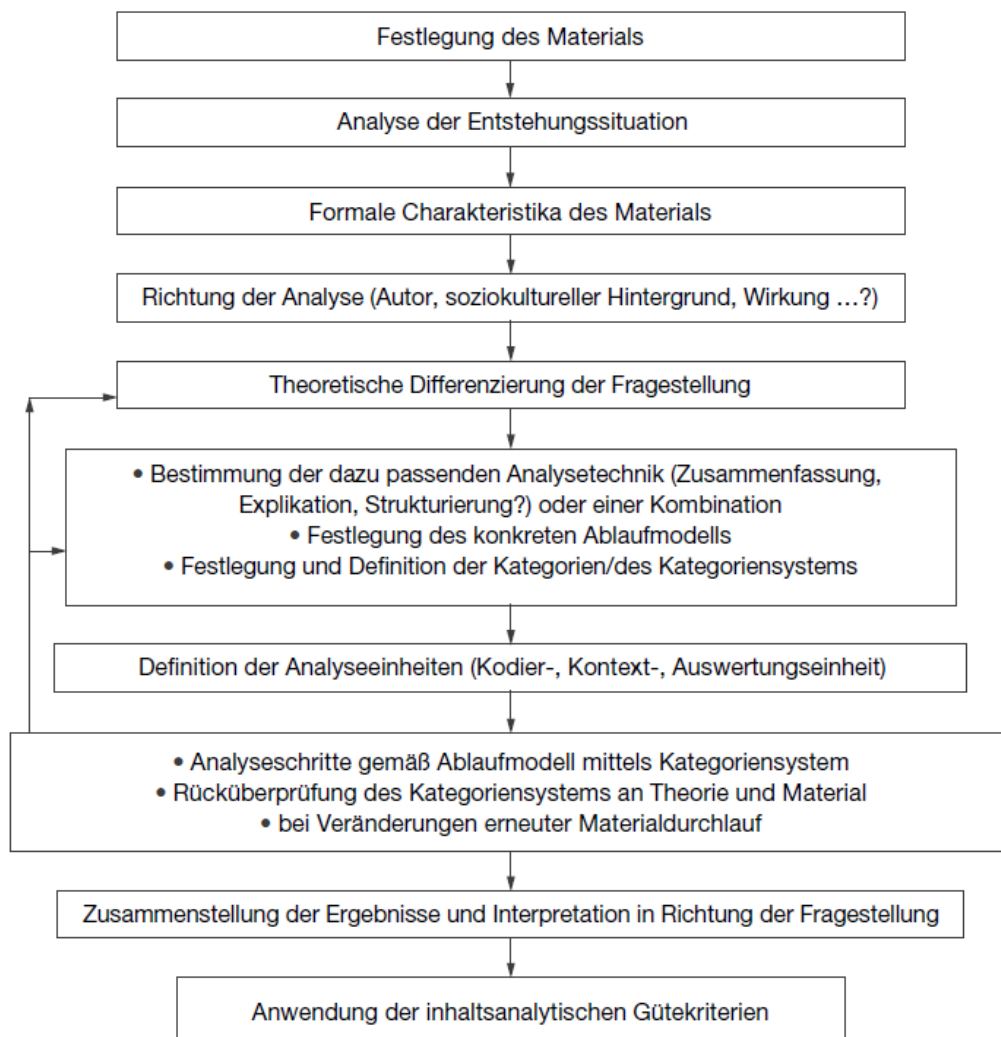 Festlegung des Materials
Analyse der Entstehungssituation
Formale Charakteristika des Materials
Richtung der Analyse (Autor, soziokultureller Hintergrund, Wirkung …?)
Theoretische Differenzierung der Fragestellung
• Bestimmung der dazu passenden Analysetechnik (Zusammenfassung,
Explikation, Strukturierung?) oder einer Kombination
• Festlegung des konkreten Ablaufmodells
• Festlegung und Definition der Kategorien/des Kategoriensystems
Definition der Analyseeinheiten (Kodier-, Kontext-, Auswertungseinheit)
• Analyseschritte gemäß Ablaufmodell mittels Kategoriensystem
• Rücküberprüfung des Kategoriensystems an Theorie und Material
• bei Veränderungen erneuter Materialdurchlauf
Zusammenstellung der Ergebnisse und Interpretation in Richtung der Fragestellung
Anwendung der inhaltsanalytischen Gütekriterien